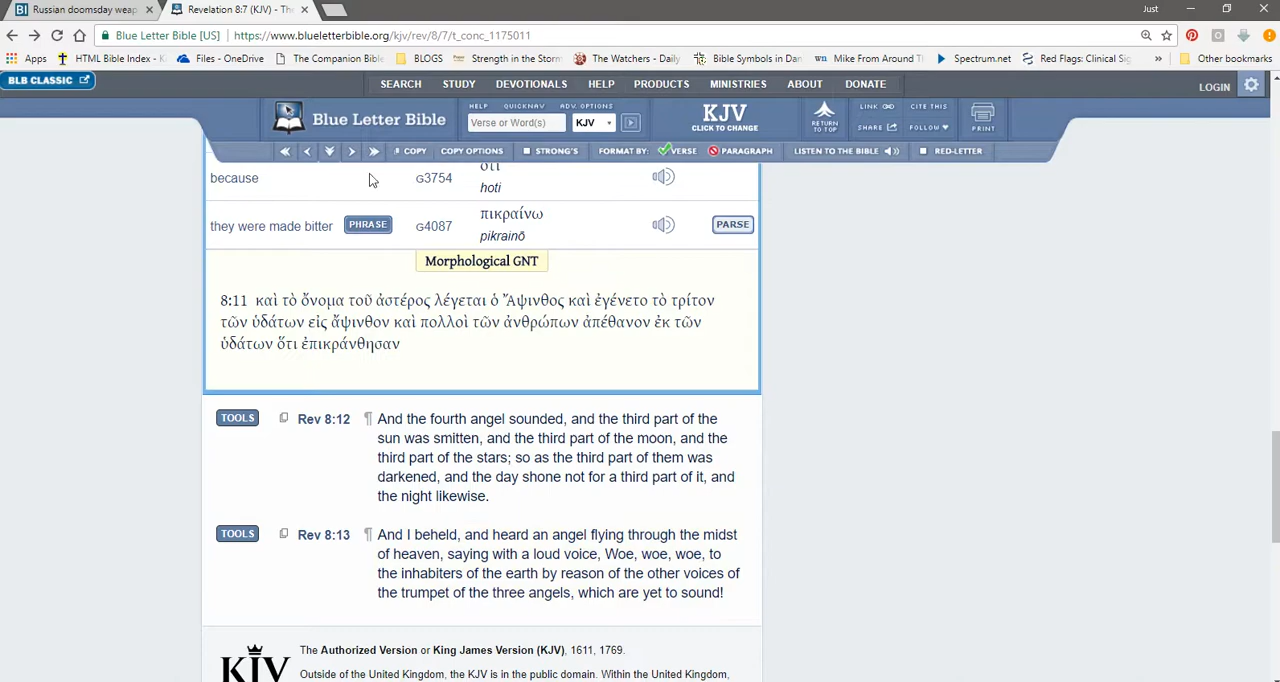 Russian doomsday weap
Revelation 8:7 (KJV) - The
Just
Blue Letter Bible [US] https://www.blueletterbible.org/kjv/rev/8/7/t_conc_1175011
Apps HTML Bible Index - K Files - OneDrive The Companion Bible BLOGS Strength in the Storm The Watchers - Daily Bible Symbols in Dan Mike From Around T Spectrum.net Red Flags: Clinical Sig » Other bookmarks
BLB CLASSIC
SEARCH STUDY DEVOTIONALS HELP PRODUCTS MINISTRIES ABOUT DONATE LOGIN
HELP QUICKNAV ADV. OPTIONS
Blue Letter Bible Verse or Word(s) KJV
KJV
CLICK TO CHANGE
RETURN TO TOP
LINK CITE THIS
SHARE FOLLOW PRINT
COPY COPY OPTIONS STRONG'S FORMAT BY: VERSE PARAGRAPH LISTEN TO THE BIBLE RED-LETTER
because G3754 ὅτι
hoti
they were made bitter PHRASE G4087 πικραίνω PARSE
pikrainō
Morphological GNT
8:11 καὶ τὸ ὄνομα τοῦ ἀστέρος λέγεται ὁ Ἄψινθος καὶ ἐγένετο τὸ τρίτον
τῶν ὑδάτων εἰς ἄψινθον καὶ πολλοὶ τῶν ἀνθρώπων ἀπέθανον ἐκ τῶν
ὑδάτων ὅτι ἐπικράνθησαν
TOOLS Rev 8:12 ¶ And the fourth angel sounded, and the third part of the
sun was smitten, and the third part of the moon, and the
third part of the stars; so as the third part of them was
darkened, and the day shone not for a third part of it, and
the night likewise.
TOOLS Rev 8:13 ¶ And I beheld, and heard an angel flying through the midst
of heaven, saying with a loud voice, Woe, woe, woe, to
the inhabiters of the earth by reason of the other voices of
the trumpet of the three angels, which are yet to sound!
The Authorized Version or King James Version (KJV), 1611, 1769.
KJV
Outside of the United Kingdom, the KJV is in the public domain. Within the United Kingdom,